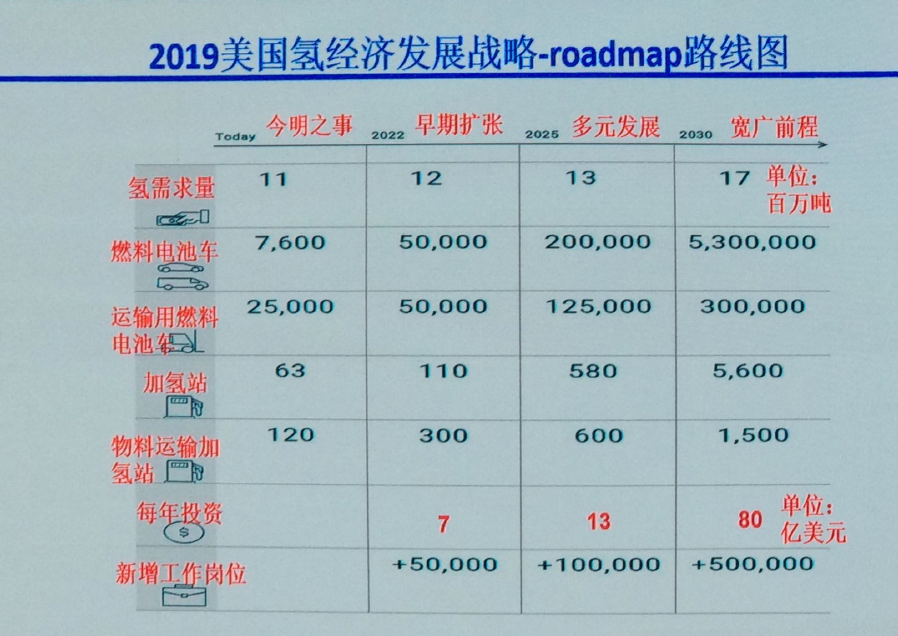 2019美国氢经济发展战略-roadmap路线图
Today 今明之事 2022 早期扩张 2025 多元发展 2030 宽广前程
氢需求量 11 12 13 17 单位：
百万吨
燃料电池车 7,600 50,000 200,000 5,300,000
运输用燃料 25,000 50,000 125,000 300,000
电池车
加氢站 63 110 580 5,600
物料运输加 120 300 600 1,500
氢站
每年投资 7 13 80 单位：
$ 亿美元
新增工作岗位 +50,000 +100,000 +500,000